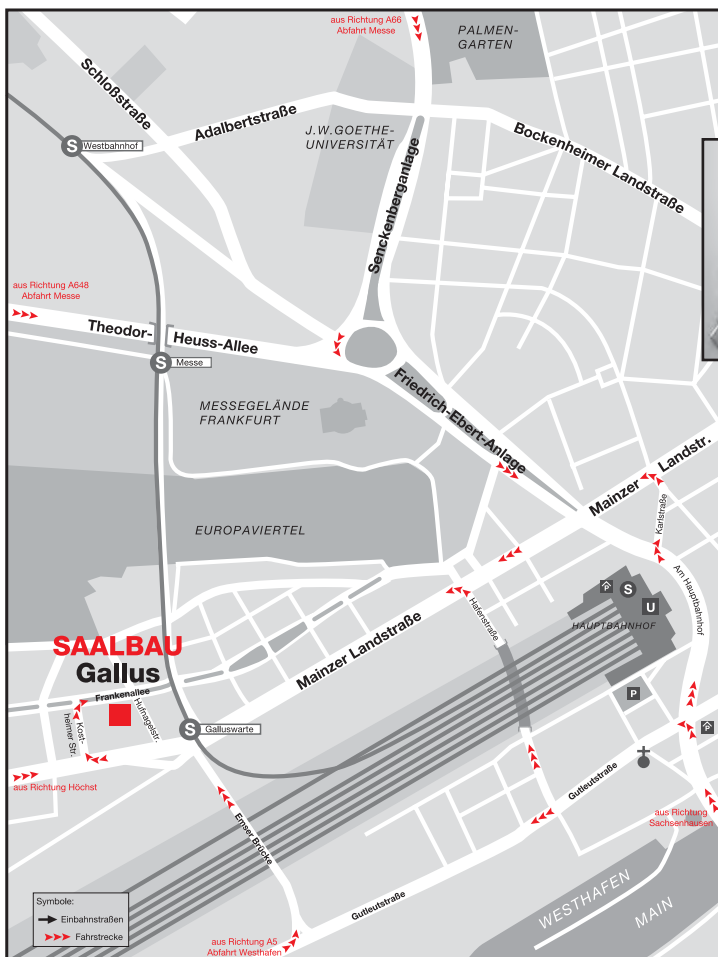 aus Richtung A66
Abfahrt Messe
PALMEN-
GARTEN
Schloßstraße
Adalbertstraße
J.W.GOETHE-
UNIVERSITÄT
Bockenheimer Landstraße
S
Westbahnhof
Senckenberganlage
aus Richtung A648
Abfahrt Messe
Theodor-
Heuss-Allee
S
Messe
MESSEGELÄNDE
FRANKFURT
Friedrich-Ebert-Anlage
Mainzer Landstr.
Karlstraße
EUROPAVIERTEL
Am Hauptbahnhof
P
S
U
HAUPTBAHNHOF
Hafenstraße
Mainzer Landstraße
SAALBAU
Gallus
Frankenallee
Hufnagelstr.
Kost-
heimer Str.
S
Galluswarte
P
P
aus Richtung Höchst
Gutleutstraße
Emser Brücke
aus Richtung
Sachsenhausen
WESTHAFEN
MAIN
Gutleutstraße
Symbole:
Einbahnstraßen
Fahrstrecke
aus Richtung A5
Abfahrt Westhafen